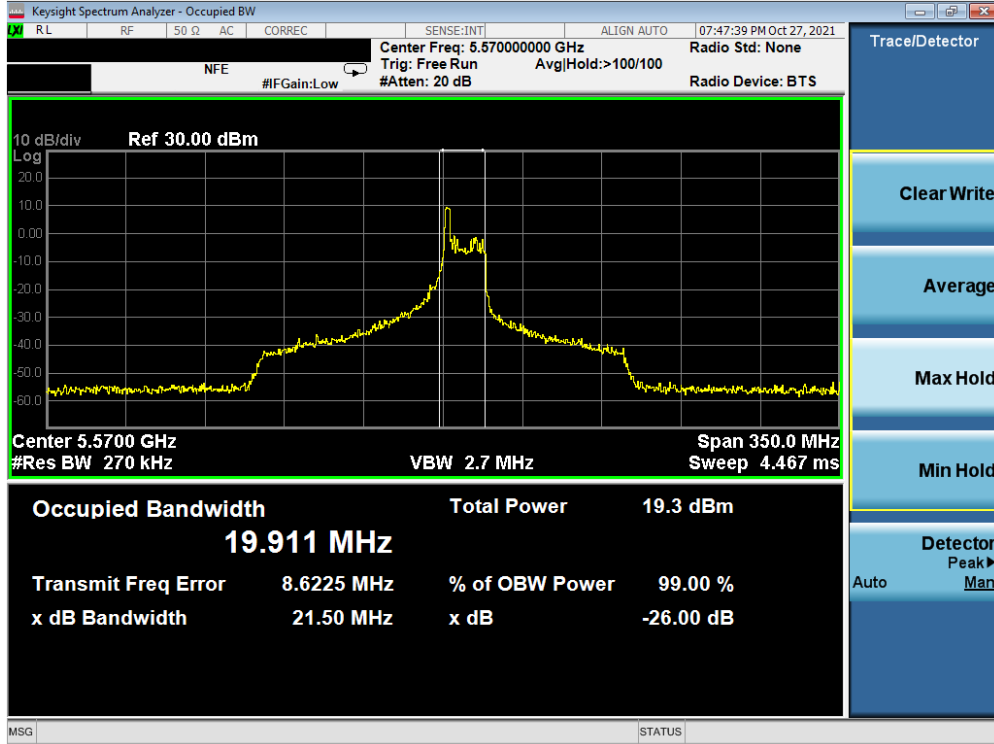 Keysight Spectrum Analyzer - Occupied BW
LXI RL RF 50 Ω AC CORREC SENSE:INT ALIGN AUTO 07:47:39 PM Oct 27, 2021
Center Freq: 5.570000000 GHz Radio Std: None
NFE Trig: Free Run Avg|Hold:>100/100
#IFGain:Low #Atten: 20 dB Radio Device: BTS
10 dB/div Ref 30.00 dBm
Log
20.0
10.0
0.00
-10.0
-20.0
-30.0
-40.0
-50.0
-60.0
Center 5.5700 GHz Span 350.0 MHz
#Res BW 270 kHz VBW 2.7 MHz Sweep 4.467 ms
Occupied Bandwidth Total Power 19.3 dBm
19.911 MHz
Transmit Freq Error 8.6225 MHz % of OBW Power 99.00 %
x dB Bandwidth 21.50 MHz x dB -26.00 dB
MSG STATUS
Trace/Detector
Clear Write
Average
Max Hold
Min Hold
Detector
Peak▶
Auto Man